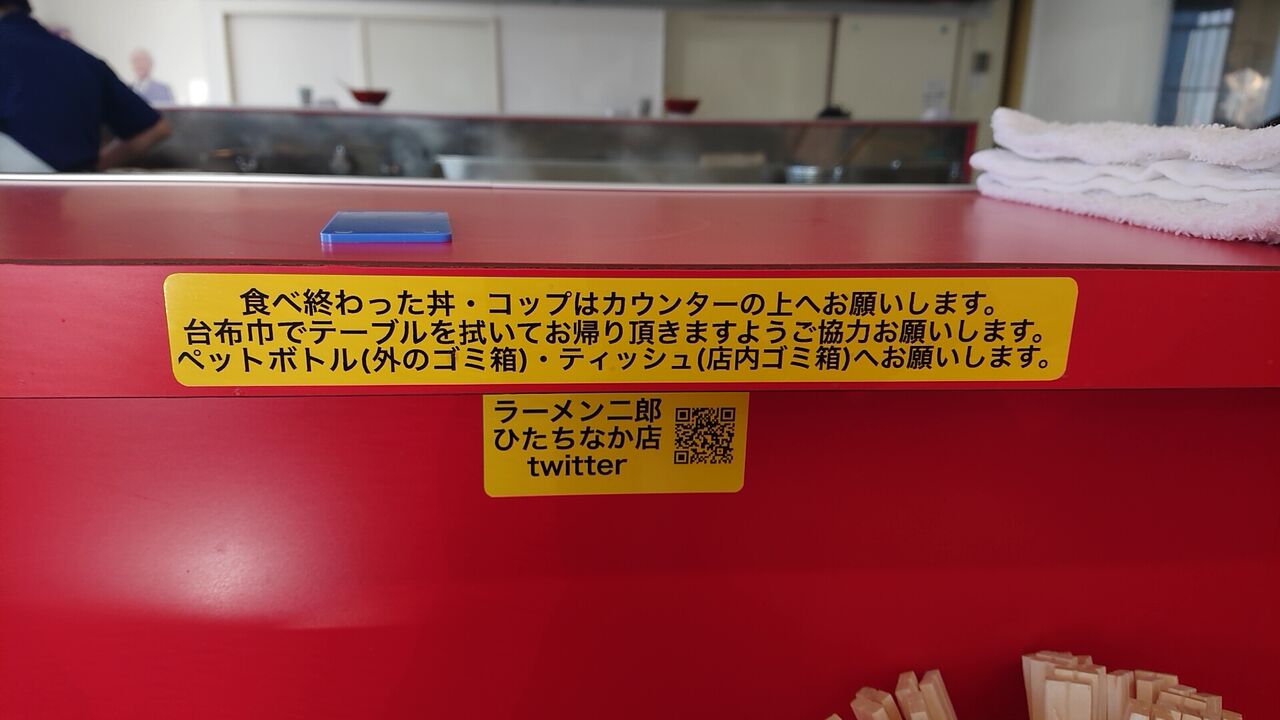 食べ終わった丼・コップはカウンターの上へお願いします。
台布巾でテーブルを拭いてお帰り頂きますようご協力お願いします。
ペットボトル(外のゴミ箱)・ティッシュ(店内ゴミ箱)へお願いします。
ラーメン二郎
ひたちなか店
twitter